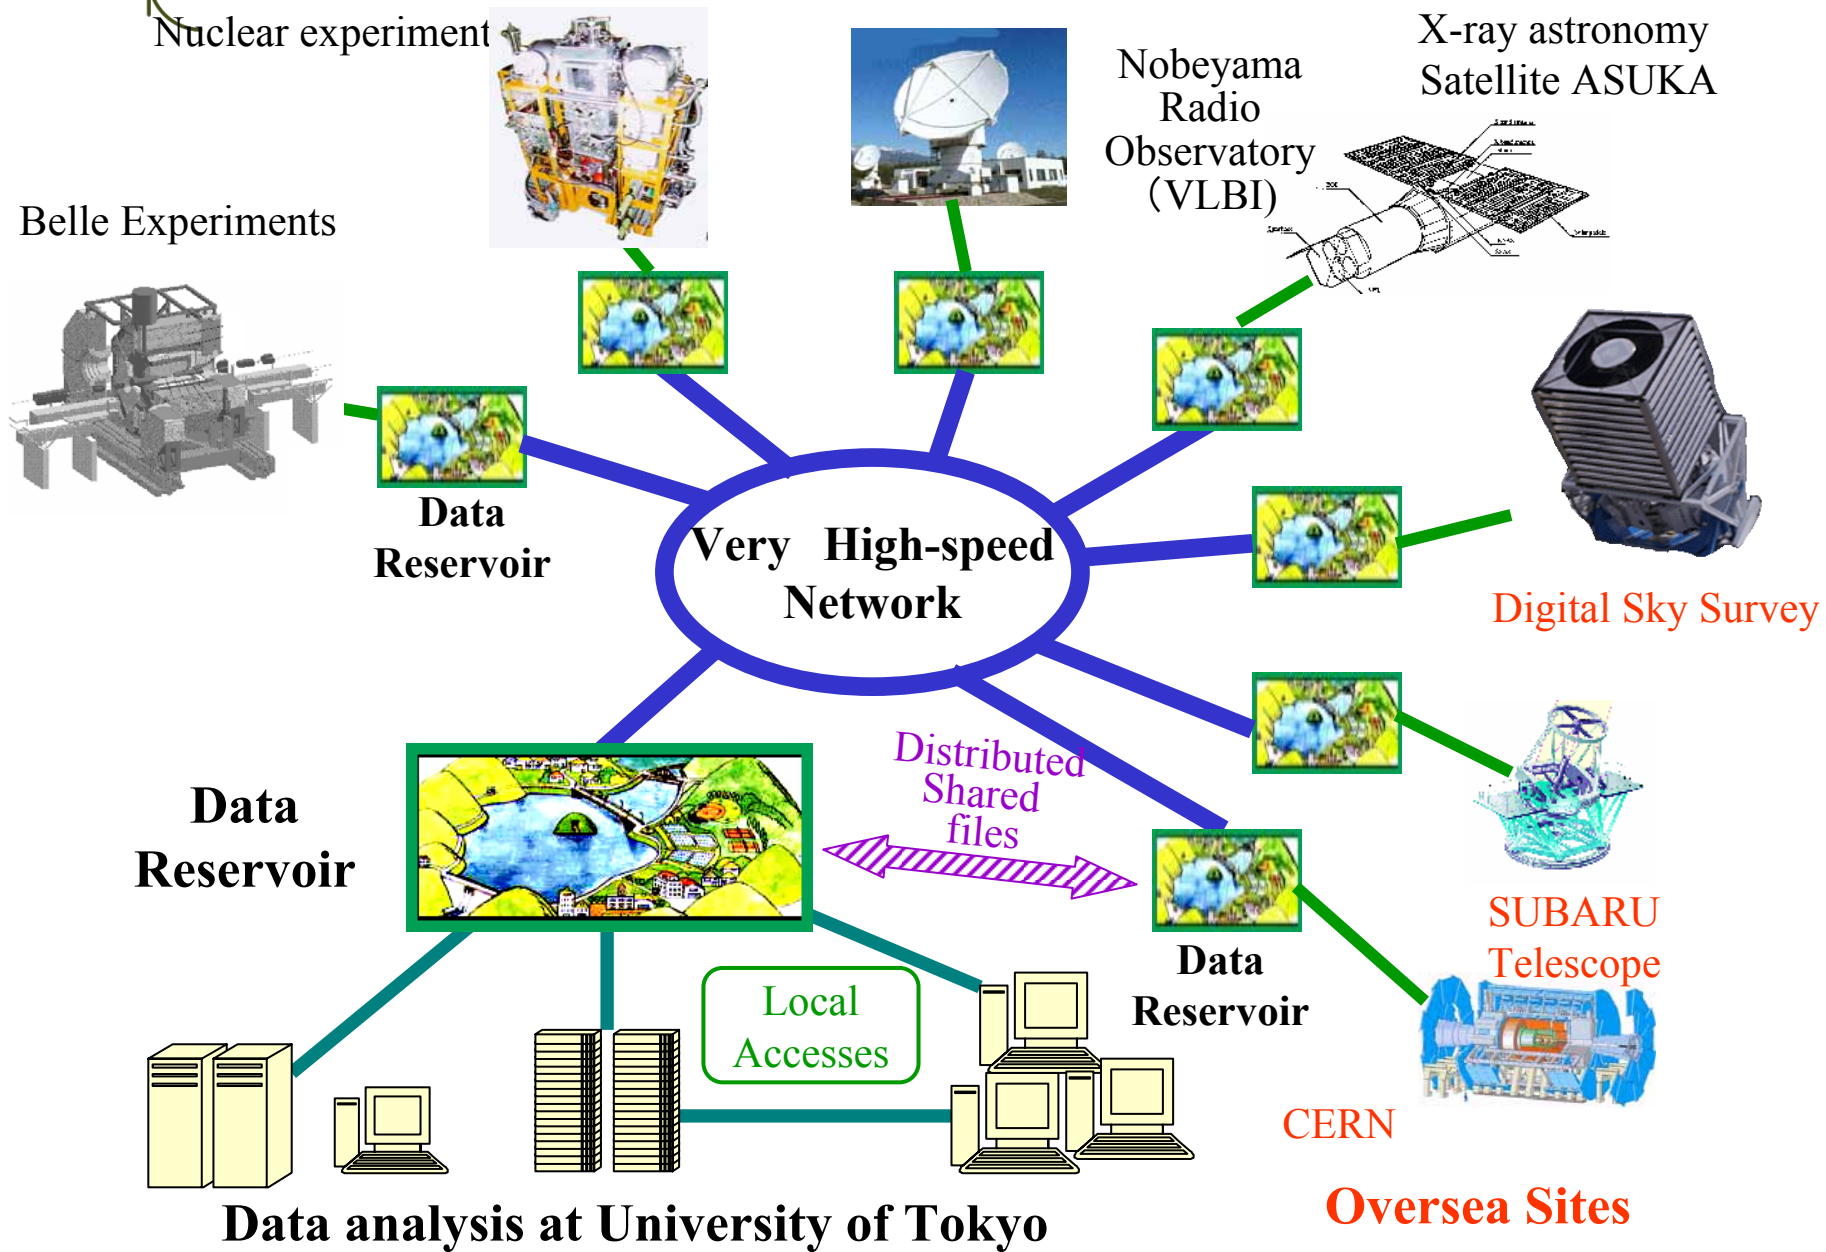 Nuclear experiment
Nobeyama
Radio
Observatory
(VLBI)
X-ray astronomy
Satellite ASUKA
Belle Experiments
Data
Reservoir
Very High-speed
Network
Digital Sky Survey
Distributed
Shared
files
Data
Reservoir
SUBARU
Telescope
Data
Reservoir
Local
Accesses
CERN
Data analysis at University of Tokyo
Oversea Sites